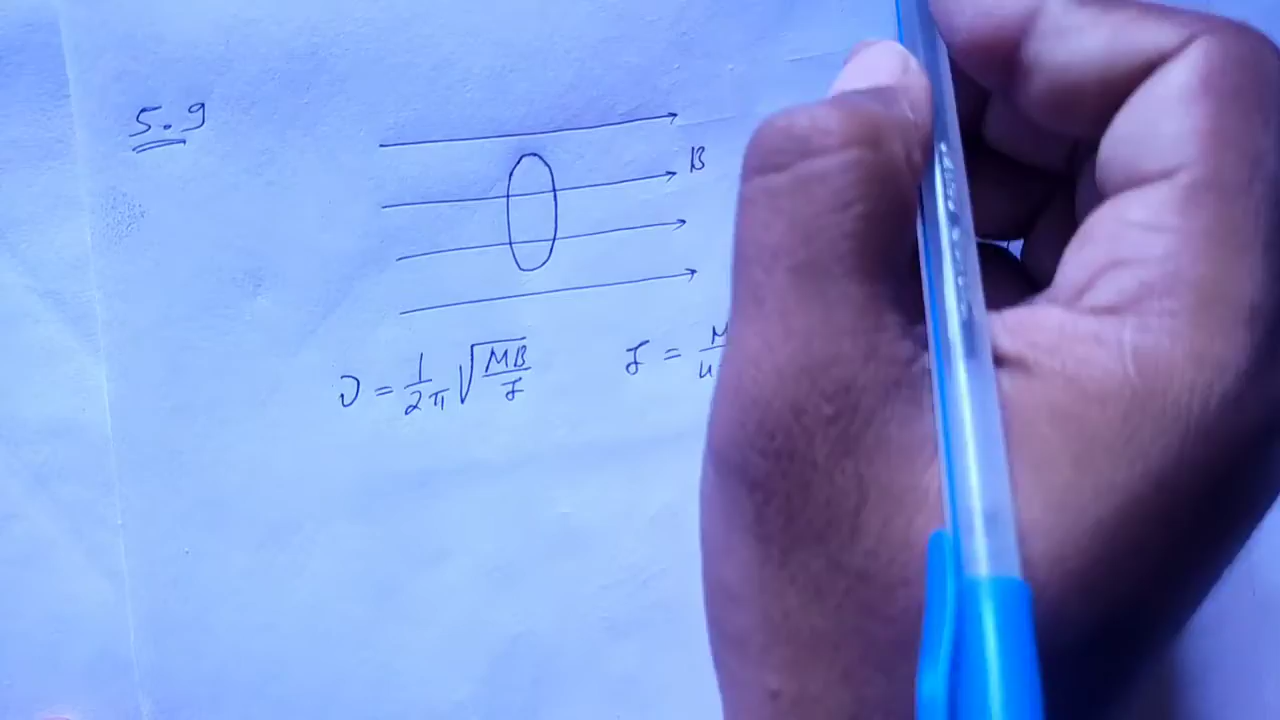 5.9
B
ν = 1/2π √MB/J
J =